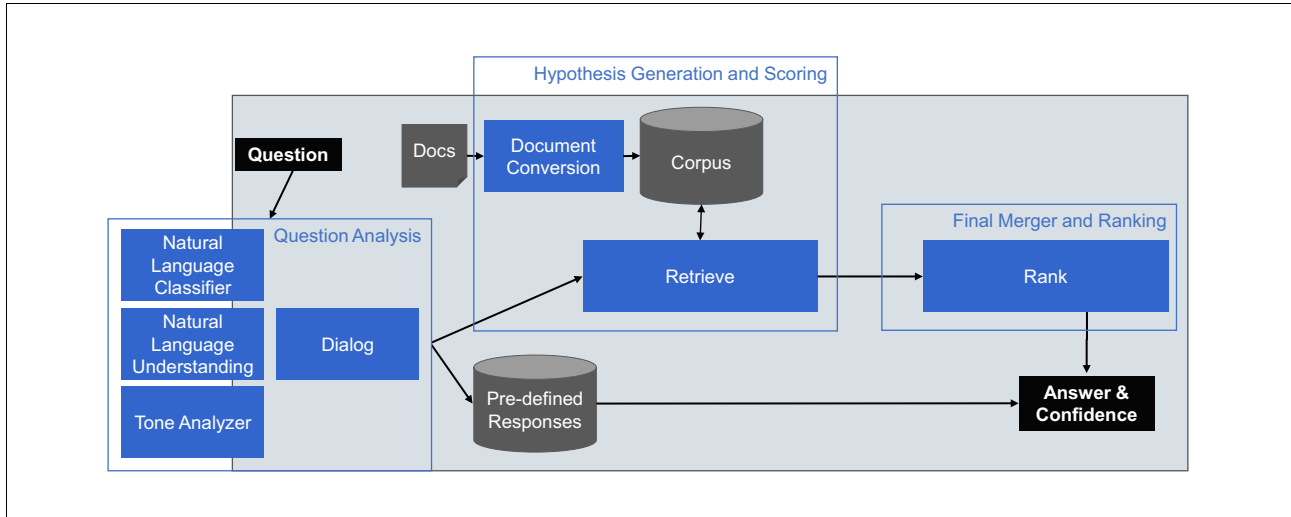 Hypothesis Generation and Scoring
Question
Docs
Document
Conversion
Corpus
Question Analysis
Natural
Language
Classifier
Natural
Language
Understanding
Tone Analyzer
Dialog
Retrieve
Final Merger and Ranking
Rank
Pre-defined
Responses
Answer &
Confidence